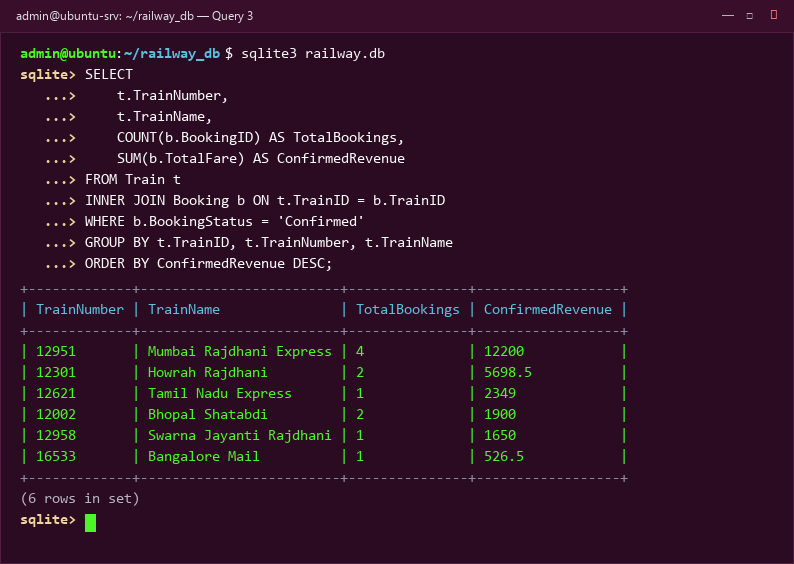 admin@ubuntu-srv: ~/railway_db — Query 3
admin@ubuntu:~/railway_db $ sqlite3 railway.db
sqlite> SELECT
   ...>     t.TrainNumber,
   ...>     t.TrainName,
   ...>     COUNT(b.BookingID) AS TotalBookings,
   ...>     SUM(b.TotalFare) AS ConfirmedRevenue
   ...> FROM Train t
   ...> INNER JOIN Booking b ON t.TrainID = b.TrainID
   ...> WHERE b.BookingStatus = 'Confirmed'
   ...> GROUP BY t.TrainID, t.TrainNumber, t.TrainName
   ...> ORDER BY ConfirmedRevenue DESC;
+-------------+-------------------------+---------------+------------------+
| TrainNumber | TrainName               | TotalBookings | ConfirmedRevenue |
+-------------+-------------------------+---------------+------------------+
| 12951       | Mumbai Rajdhani Express | 4             | 12200            |
| 12301       | Howrah Rajdhani         | 2             | 5698.5           |
| 12621       | Tamil Nadu Express      | 1             | 2349             |
| 12002       | Bhopal Shatabdi         | 2             | 1900             |
| 12958       | Swarna Jayanti Rajdhani | 1             | 1650             |
| 16533       | Bangalore Mail          | 1             | 526.5            |
+-------------+-------------------------+---------------+------------------+
(6 rows in set)
sqlite>